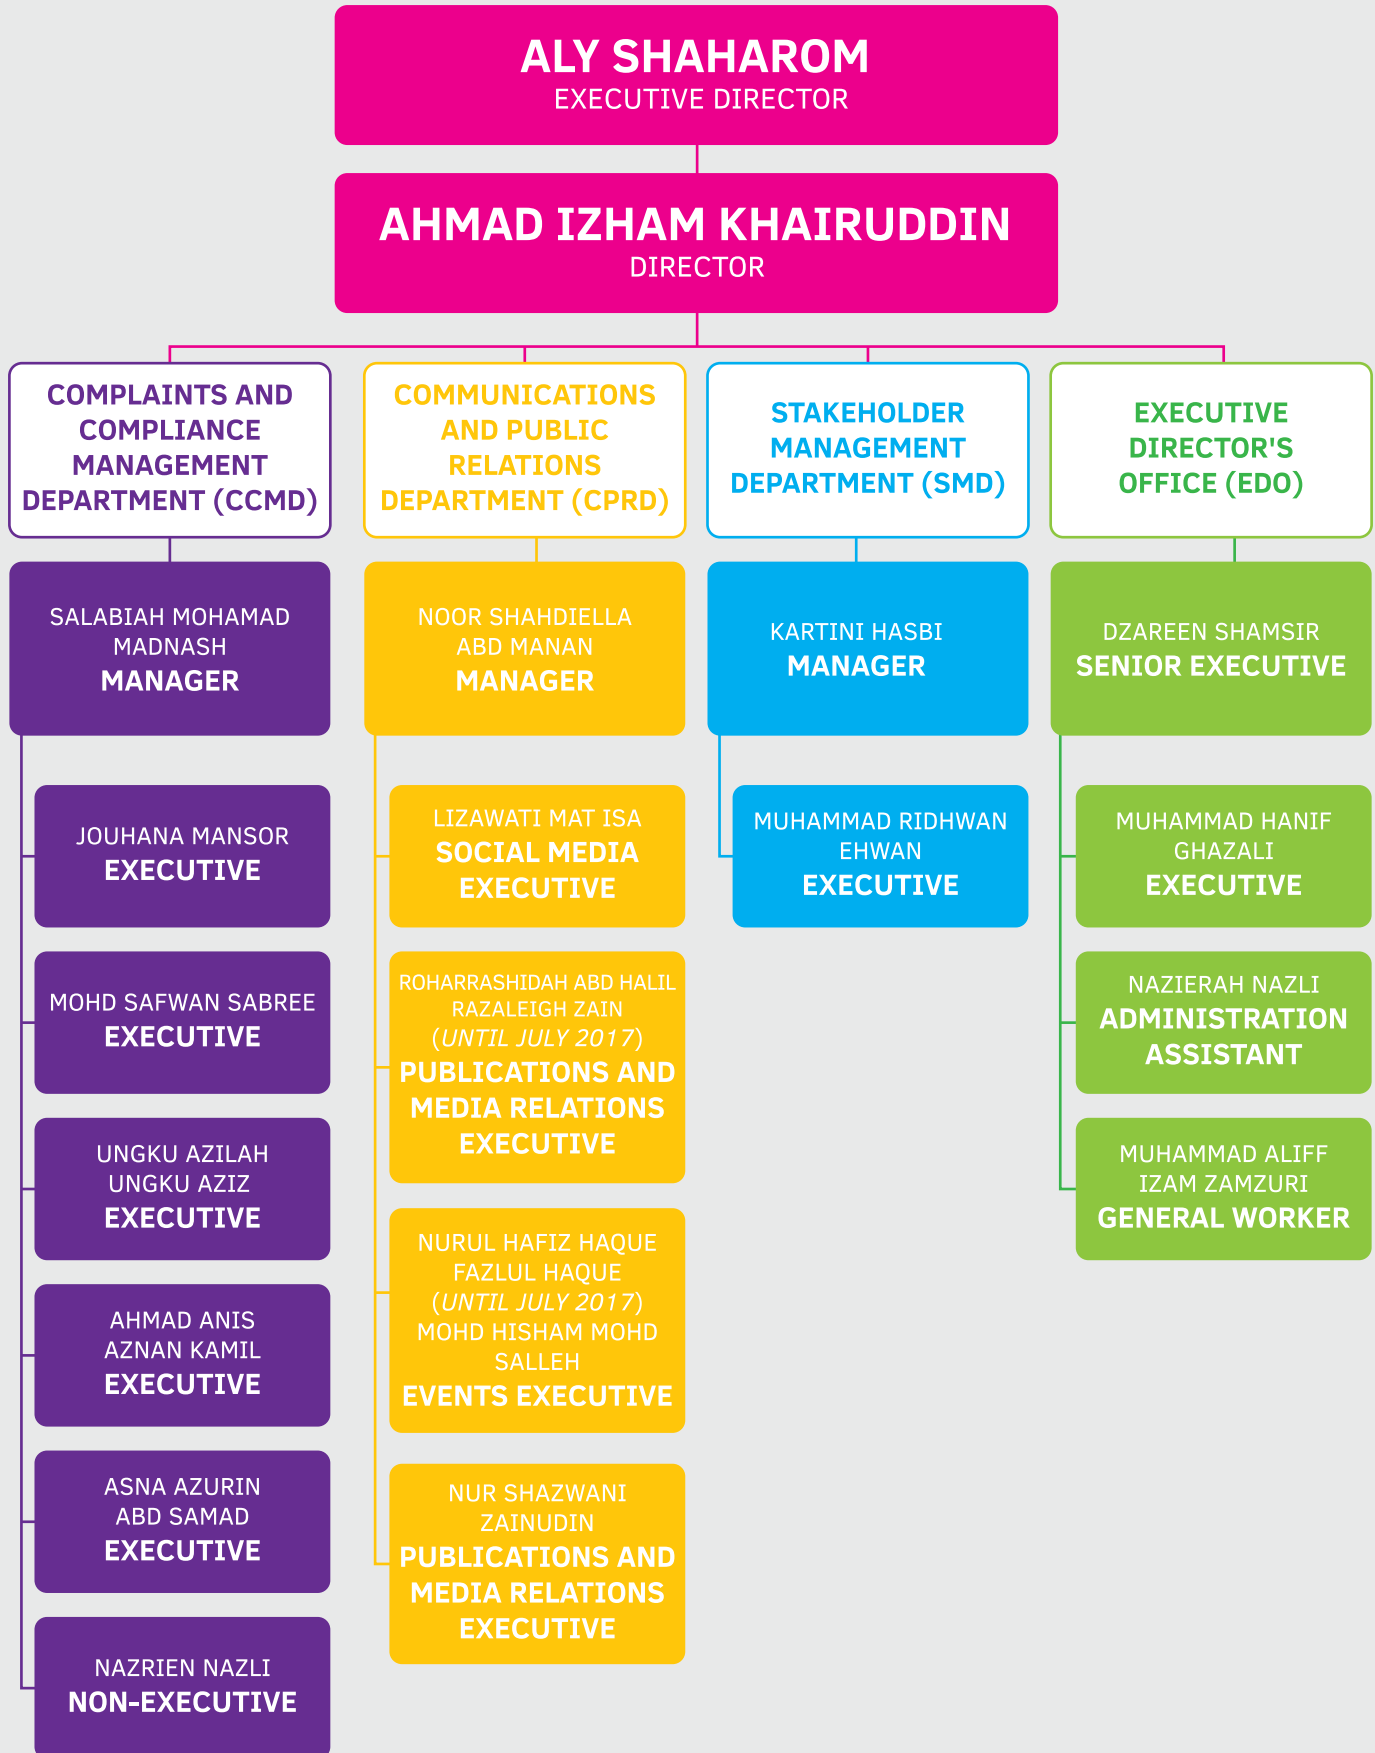 ALY SHAHAROM
EXECUTIVE DIRECTOR
AHMAD IZHAM KHAIRUDDIN
DIRECTOR
COMPLAINTS AND
COMPLIANCE
MANAGEMENT
DEPARTMENT (CCMD)
SALABIAH MOHAMAD
MADNASH
MANAGER
JOUHANA MANSOR
EXECUTIVE
MOHD SAFWAN SABREE
EXECUTIVE
UNGKU AZILAH
UNGKU AZIZ
EXECUTIVE
AHMAD ANIS
AZNAN KAMIL
EXECUTIVE
ASNA AZURIN
ABD SAMAD
EXECUTIVE
NAZRIEN NAZLI
NON-EXECUTIVE
COMMUNICATIONS
AND PUBLIC
RELATIONS
DEPARTMENT (CPRD)
NOOR SHAHDIELLA
ABD MANAN
MANAGER
LIZAWATI MAT ISA
SOCIAL MEDIA
EXECUTIVE
ROHARRASHIDAH ABD HALIL
RAZALEIGH ZAIN
(UNTIL JULY 2017)
PUBLICATIONS AND
MEDIA RELATIONS
EXECUTIVE
NURUL HAFIZ HAQUE
FAZLUL HAQUE
(UNTIL JULY 2017)
MOHD HISHAM MOHD
SALLEH
EVENTS EXECUTIVE
NUR SHAZWANI
ZAINUDIN
PUBLICATIONS AND
MEDIA RELATIONS
EXECUTIVE
STAKEHOLDER
MANAGEMENT
DEPARTMENT (SMD)
KARTINI HASBI
MANAGER
MUHAMMAD RIDHWAN
EHWAN
EXECUTIVE
EXECUTIVE
DIRECTOR'S
OFFICE (EDO)
DZAREEN SHAMSIR
SENIOR EXECUTIVE
MUHAMMAD HANIF
GHAZALI
EXECUTIVE
NAZIERAH NAZLI
ADMINISTRATION
ASSISTANT
MUHAMMAD ALIFF
IZAM ZAMZURI
GENERAL WORKER